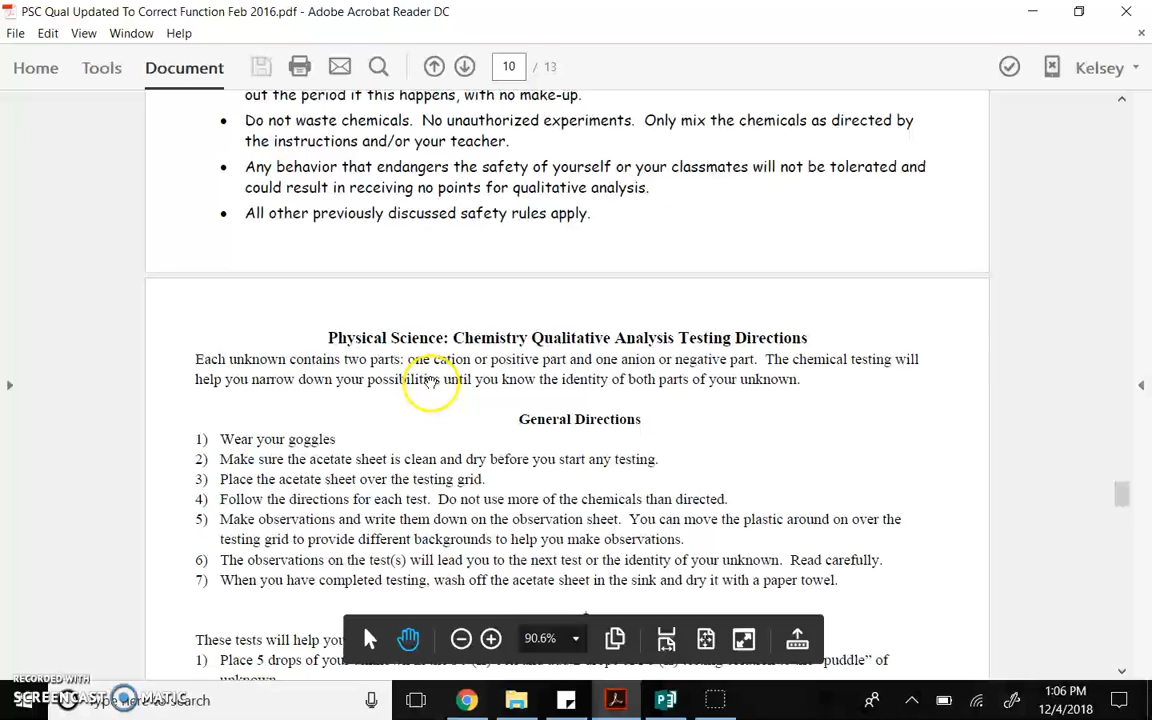 PSC Qual Updated To Correct Function Feb 2016.pdf - Adobe Acrobat Reader DC
File Edit View Window Help
Home Tools Document 10 / 13 Kelsey
out the period if this happens, with no make-up.
• Do not waste chemicals. No unauthorized experiments. Only mix the chemicals as directed by
the instructions and/or your teacher.
• Any behavior that endangers the safety of yourself or your classmates will not be tolerated and
could result in receiving no points for qualitative analysis.
• All other previously discussed safety rules apply.
Physical Science: Chemistry Qualitative Analysis Testing Directions
Each unknown contains two parts: one cation or positive part and one anion or negative part. The chemical testing will
help you narrow down your possibilities until you know the identity of both parts of your unknown.
General Directions
1) Wear your goggles
2) Make sure the acetate sheet is clean and dry before you start any testing.
3) Place the acetate sheet over the testing grid.
4) Follow the directions for each test. Do not use more of the chemicals than directed.
5) Make observations and write them down on the observation sheet. You can move the plastic around on over the
testing grid to provide different backgrounds to help you make observations.
6) The observations on the test(s) will lead you to the next test or the identity of your unknown. Read carefully.
7) When you have completed testing, wash off the acetate sheet in the sink and dry it with a paper towel.
90.6%
These tests will help you
1) Place 5 drops of your "puddle" of
unknown
RECORDED WITH
SCREENCAST MATIC
Type here to search
1:06 PM
12/4/2018